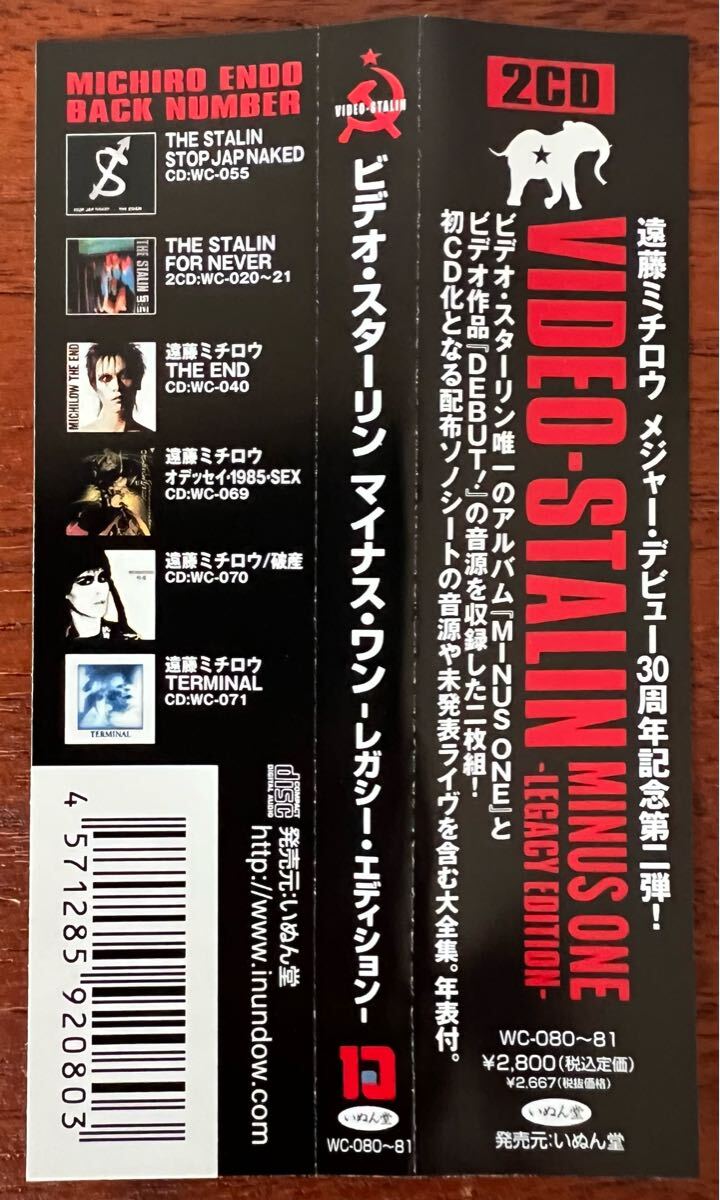 MICHIRO ENDO
BACK NUMBER
THE STALIN
STOP JAP NAKED
CD:WC-055
THE STALIN
FOR NEVER
2CD:WC-020～21
遠藤ミチロウ
THE END
CD:WC-040
MICHILOW THE END
遠藤ミチロウ
オデッセイ・1985・SEX
CD:WC-069
遠藤ミチロウ/破産
CD:WC-070
遠藤ミチロウ
TERMINAL
CD:WC-071
TERMINAL
COMPACT
disc
DIGITAL AUDIO
発売元:いぬん堂
http://www.inundow.com
4 571285 920803
VIDEO-STALIN
ビデオ・スターリン マイナス・ワン -レガシー・エディション-
いぬん堂
WC-080～81
2CD
遠藤ミチロウ メジャー・デビュー30周年記念第二弾！
VIDEO-STALIN MINUS ONE
-LEGACY EDITION-
ビデオ・スターリン唯一のアルバム『MINUS ONE』と
ビデオ作品『DEBUT!』の音源を収録した二枚組！
初CD化となる配布ソノシートの音源や未発表ライヴを含む大全集。年表付。
WC-080～81
¥2,800(税込定価)
¥2,667(税抜価格)
いぬん堂
発売元:いぬん堂